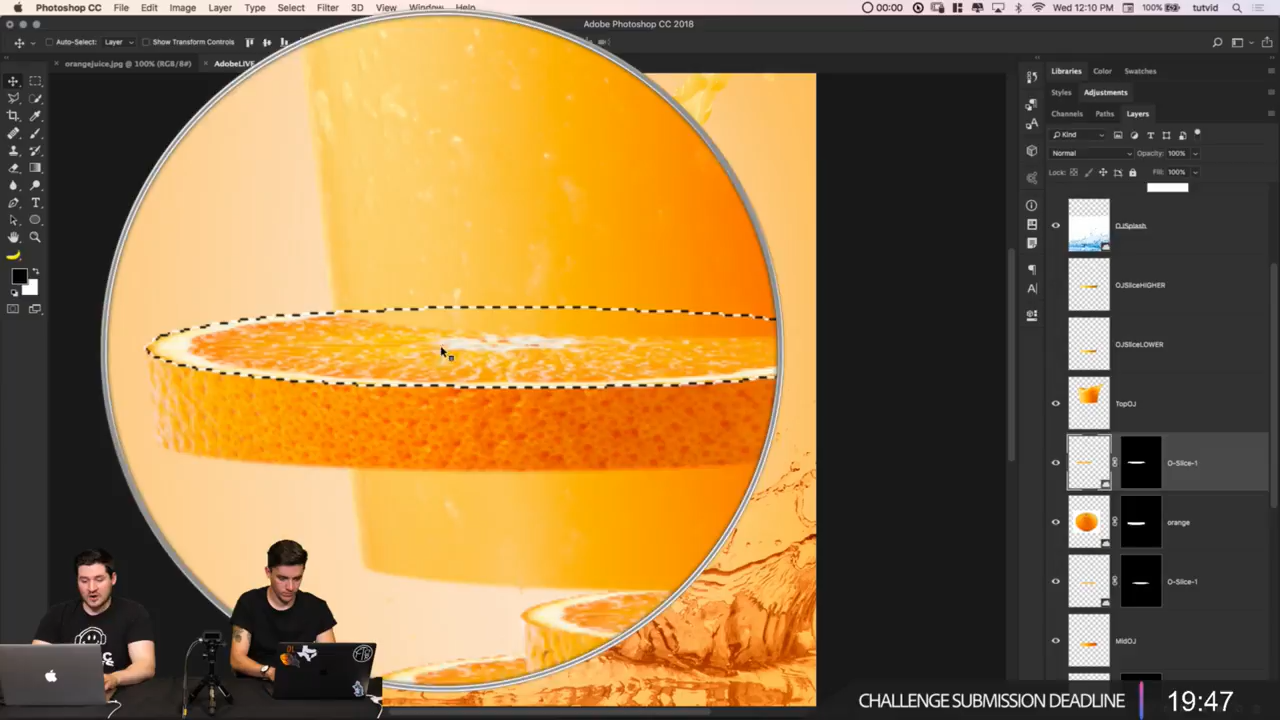 Photoshop CC File Edit Image Layer Type Select Filter 3D View Window Help
00:00 Wed 12:10 PM 100% tutvid
Adobe Photoshop CC 2018
Auto-Select: Layer Show Transform Controls
orangejuice.jpg @ 100% (RGB/8#) AdobeLIVE
Libraries Color Swatches
Styles Adjustments
Channels Paths Layers
Kind
Normal Opacity: 100%
Lock: Fill: 100%
OJSplash
OJSliceHIGHER
OJSliceLOWER
TopOJ
O-Slice-1
orange
O-Slice-1
MidOJ
CHALLENGE SUBMISSION DEADLINE 19:47